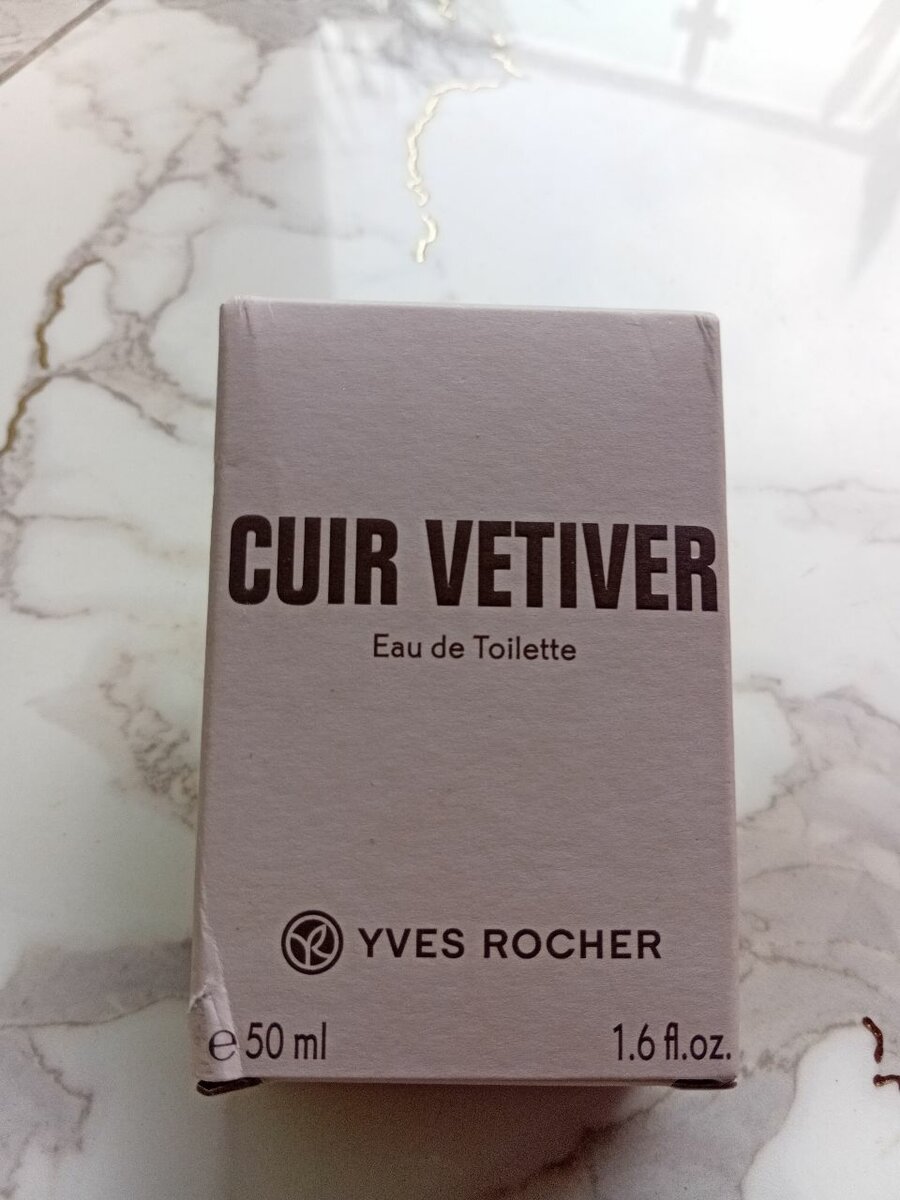 CUIR VETIVER
Eau de Toilette
YVES ROCHER
℮ 50 ml 1.6 fl.oz.